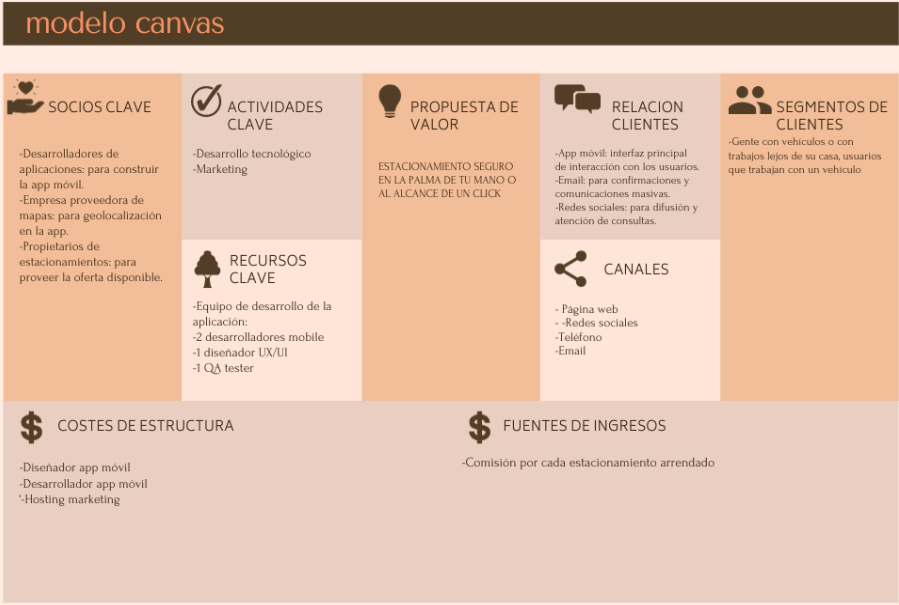 modelo canvas
SOCIOS CLAVE
-Desarrolladores de
aplicaciones: para construir
la app móvil.
-Empresa proveedora de
mapas: para geolocalización
en la app.
-Propietarios de
estacionamientos: para
proveer la oferta disponible.
ACTIVIDADES
CLAVE
-Desarrollo tecnológico
-Marketing
RECURSOS
CLAVE
-Equipo de desarrollo de la
aplicación:
-2 desarrolladores mobile
-1 diseñador UX/UI
-1 QA tester
PROPUESTA DE
VALOR
ESTACIONAMIENTO SEGURO
EN LA PALMA DE TU MANO O
AL ALCANCE DE UN CLICK
RELACION
CLIENTES
-App móvil: interfaz principal
de interacción con los usuarios.
-Email: para confirmaciones y
comunicaciones masivas.
-Redes sociales: para difusión y
atención de consultas.
CANALES
- Página web
- -Redes sociales
-Teléfono
-Email
SEGMENTOS DE
CLIENTES
-Gente con vehículos o con
trabajos lejos de su casa, usuarios
que trabajan con un vehículo
COSTES DE ESTRUCTURA
-Diseñador app móvil
-Desarrollador app móvil
'-Hosting marketing
FUENTES DE INGRESOS
-Comisión por cada estacionamiento arrendado